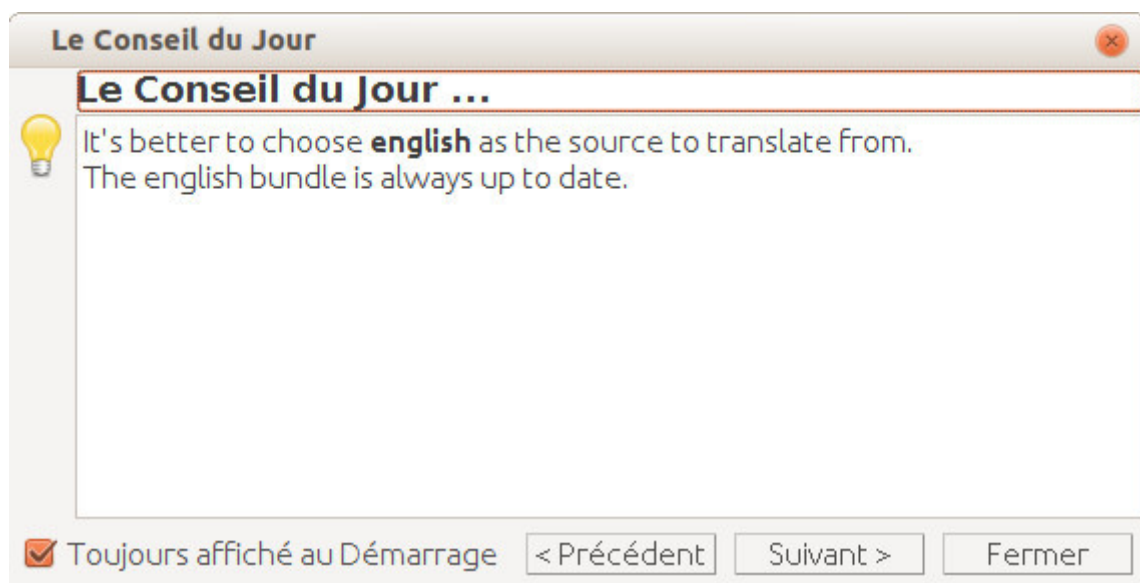 Le Conseil du Jour
Le Conseil du Jour ...
It's better to choose english as the source to translate from.
The english bundle is always up to date.
Toujours affiché au Démarrage
< Précédent
Suivant >
Fermer